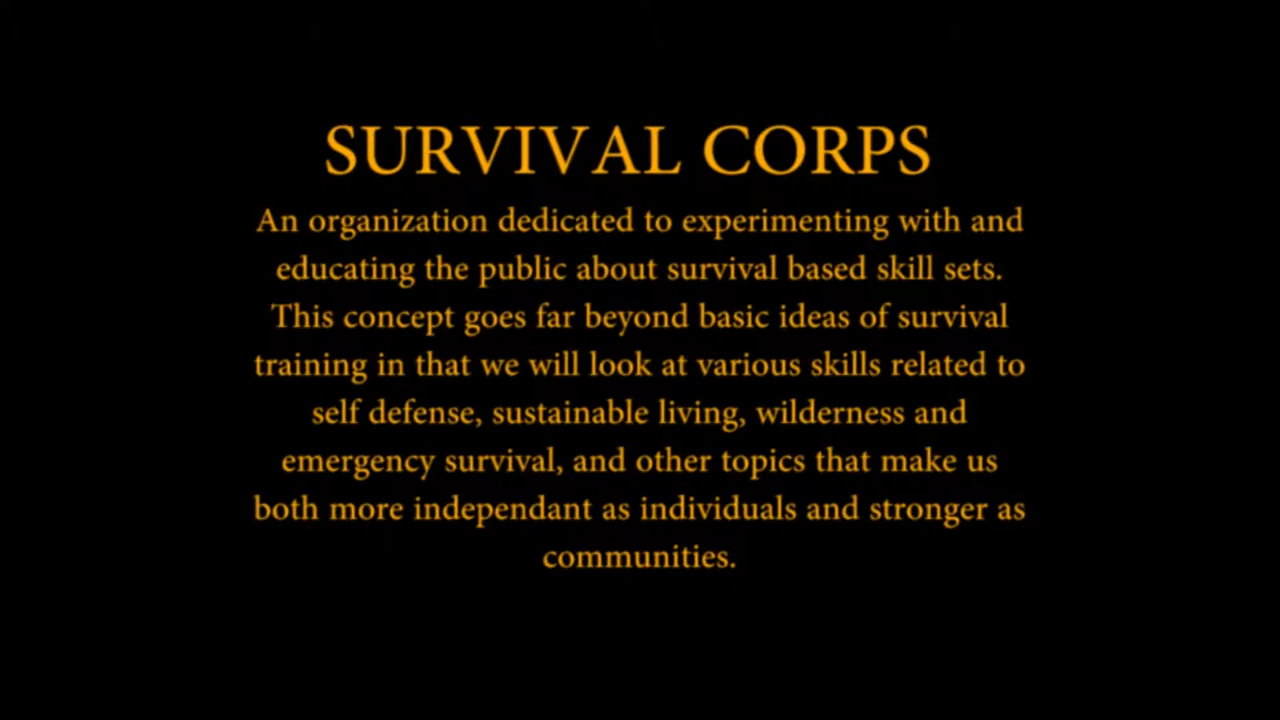 SURVIVAL CORPS
An organization dedicated to experimenting with and
educating the public about survival based skill sets.
This concept goes far beyond basic ideas of survival
training in that we will look at various skills related to
self defense, sustainable living, wilderness and
emergency survival, and other topics that make us
both more independant as individuals and stronger as
communities.